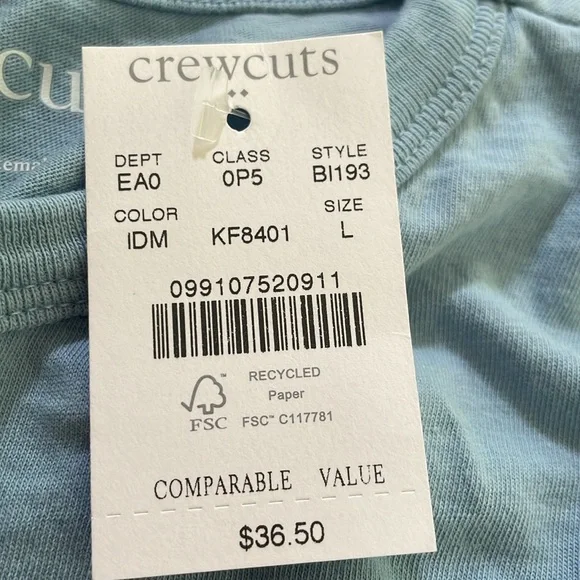 crewcuts
DEPT CLASS STYLE
EA0 0P5 BI193
COLOR SIZE
IDM KF8401 L
099107520911
RECYCLED
Paper
FSC FSC™ C117781
COMPARABLE VALUE
$36.50